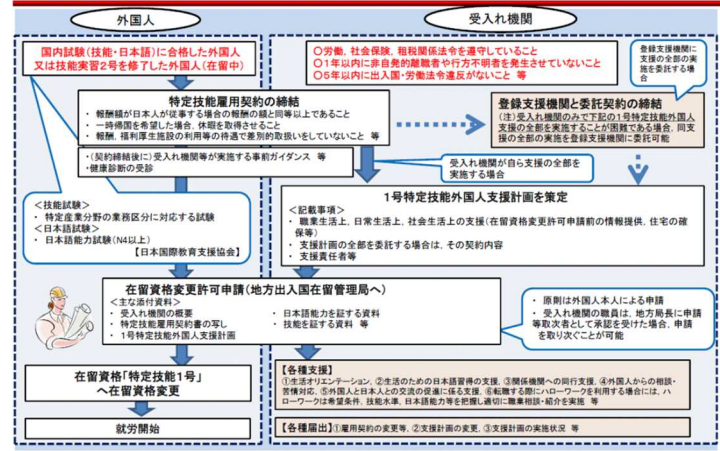 外国人
受入れ機関
国内試験(技能・日本語)に合格した外国人
又は技能実習2号を修了した外国人(在留中)
〇労働，社会保険，租税関係法令を遵守していること
〇1年以内に非自発的離職者や行方不明者を発生させていないこと
〇5年以内に出入国・労働法令違反がないこと 等
登録支援機関に
支援の全部の実
施を委託する場
合
特定技能雇用契約の締結
・ 報酬額が日本人が従事する場合の報酬の額と同等以上であること
・ 一時帰国を希望した場合，休暇を取得させること
・ 報酬，福利厚生施設の利用等の待遇で差別的取扱いをしていないこと 等
登録支援機関と委託契約の締結
(注)受入れ機関のみで下記の1号特定技能外国人
支援の全部を実施することが困難である場合，同支
援の全部の実施を登録支援機関に委託可能
・(契約締結後に)受入れ機関等が実施する事前ガイダンス 等
・健康診断の受診
受入れ機関が自ら支援の全部を
実施する場合
＜技能試験＞
・ 特定産業分野の業務区分に対応する試験
＜日本語試験＞
・ 日本語能力試験(N4以上)
【日本国際教育支援協会】
1号特定技能外国人支援計画を策定
＜記載事項＞
・ 職業生活上，日常生活上，社会生活上の支援(在留資格変更許可申請前の情報提供，住宅の確
保等)
・ 支援計画の全部を委託する場合は，その契約内容
・ 支援責任者等
在留資格変更許可申請(地方出入国在留管理局へ)
＜主な添付資料＞
・ 受入れ機関の概要
・ 特定技能雇用契約書の写し
・ 1号特定技能外国人支援計画
・ 日本語能力を証する資料
・ 技能を証する資料 等
・ 原則は外国人本人による申請
・ 受入れ機関の職員は，地方局長に申請
等取次者として承認を受けた場合，申請
を取り次ぐことが可能
在留資格「特定技能1号」
へ在留資格変更
【各種支援】
①生活オリエンテーション，②生活のための日本語習得の支援，③関係機関への同行支援，④外国人からの相談・
苦情対応，⑤外国人と日本人との交流の促進に係る支援，⑥転職する際にハローワークを利用する場合には，ハ
ローワークは希望条件，技能水準，日本語能力等を把握し適切に職業相談・紹介を実施 等
就労開始
【各種届出】①雇用契約の変更等，②支援計画の変更，③支援計画の実施状況 等